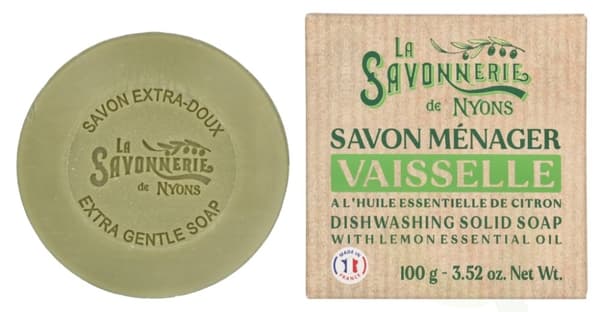 SAVON EXTRA-DOUX
LA
SAVONNERIE
de NYONS
EXTRA GENTLE SOAP
LA
SAVONNERIE
de NYONS
SAVON MÉNAGER
VAISSELLE
A L'HUILE ESSENTIELLE DE CITRON
DISHWASHING SOLID SOAP
WITH LEMON ESSENTIAL OIL
MADE IN
FRANCE
100 g - 3.52 oz. Net Wt.